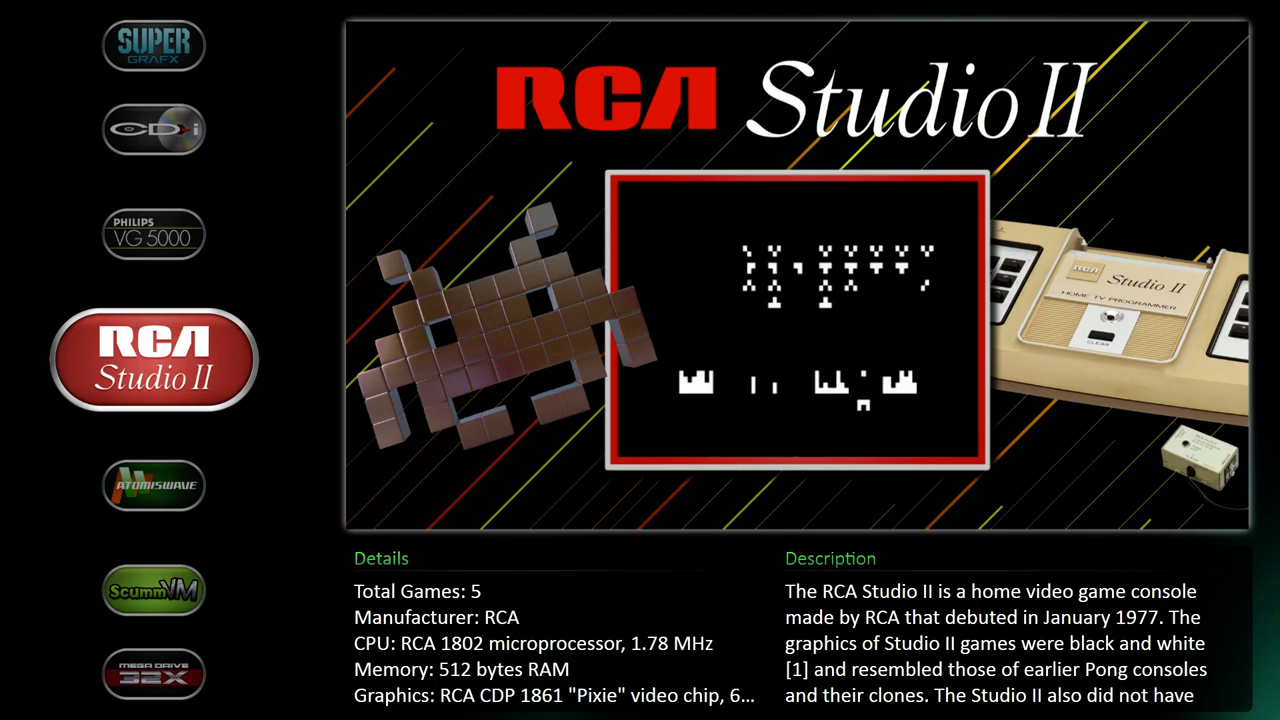 SUPER
GRAFX
CD-i
PHILIPS
VG 5000
RCA
Studio II
ATOMISWAVE
ScummVM
MEGA DRIVE
32X
RCA Studio II
RCA Studio II
HOME TV PROGRAMMER
CLEAR
Details
Total Games: 5
Manufacturer: RCA
CPU: RCA 1802 microprocessor, 1.78 MHz
Memory: 512 bytes RAM
Graphics: RCA CDP 1861 "Pixie" video chip, 6...
Description
The RCA Studio II is a home video game console
made by RCA that debuted in January 1977. The
graphics of Studio II games were black and white
[1] and resembled those of earlier Pong consoles
and their clones. The Studio II also did not have